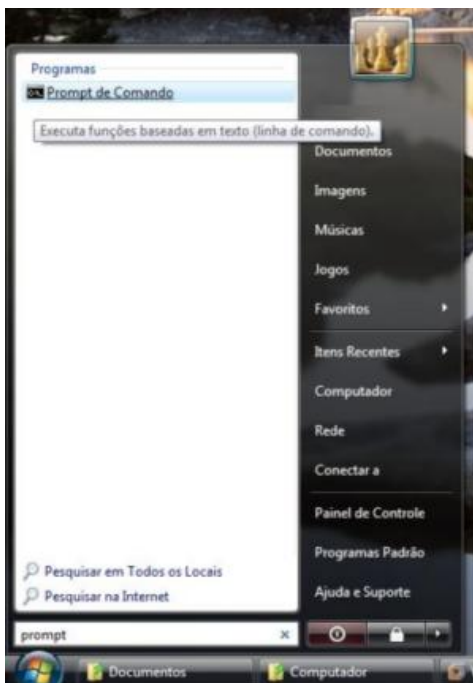 Programas
Prompt de Comando
Executa funções baseadas em texto (linha de comando).
Documentos
Imagens
Músicas
Jogos
Favoritos
Itens Recentes
Computador
Rede
Conectar a
Painel de Controle
Programas Padrão
Ajuda e Suporte
Pesquisar em Todos os Locais
Pesquisar na Internet
prompt
Documentos
Computador